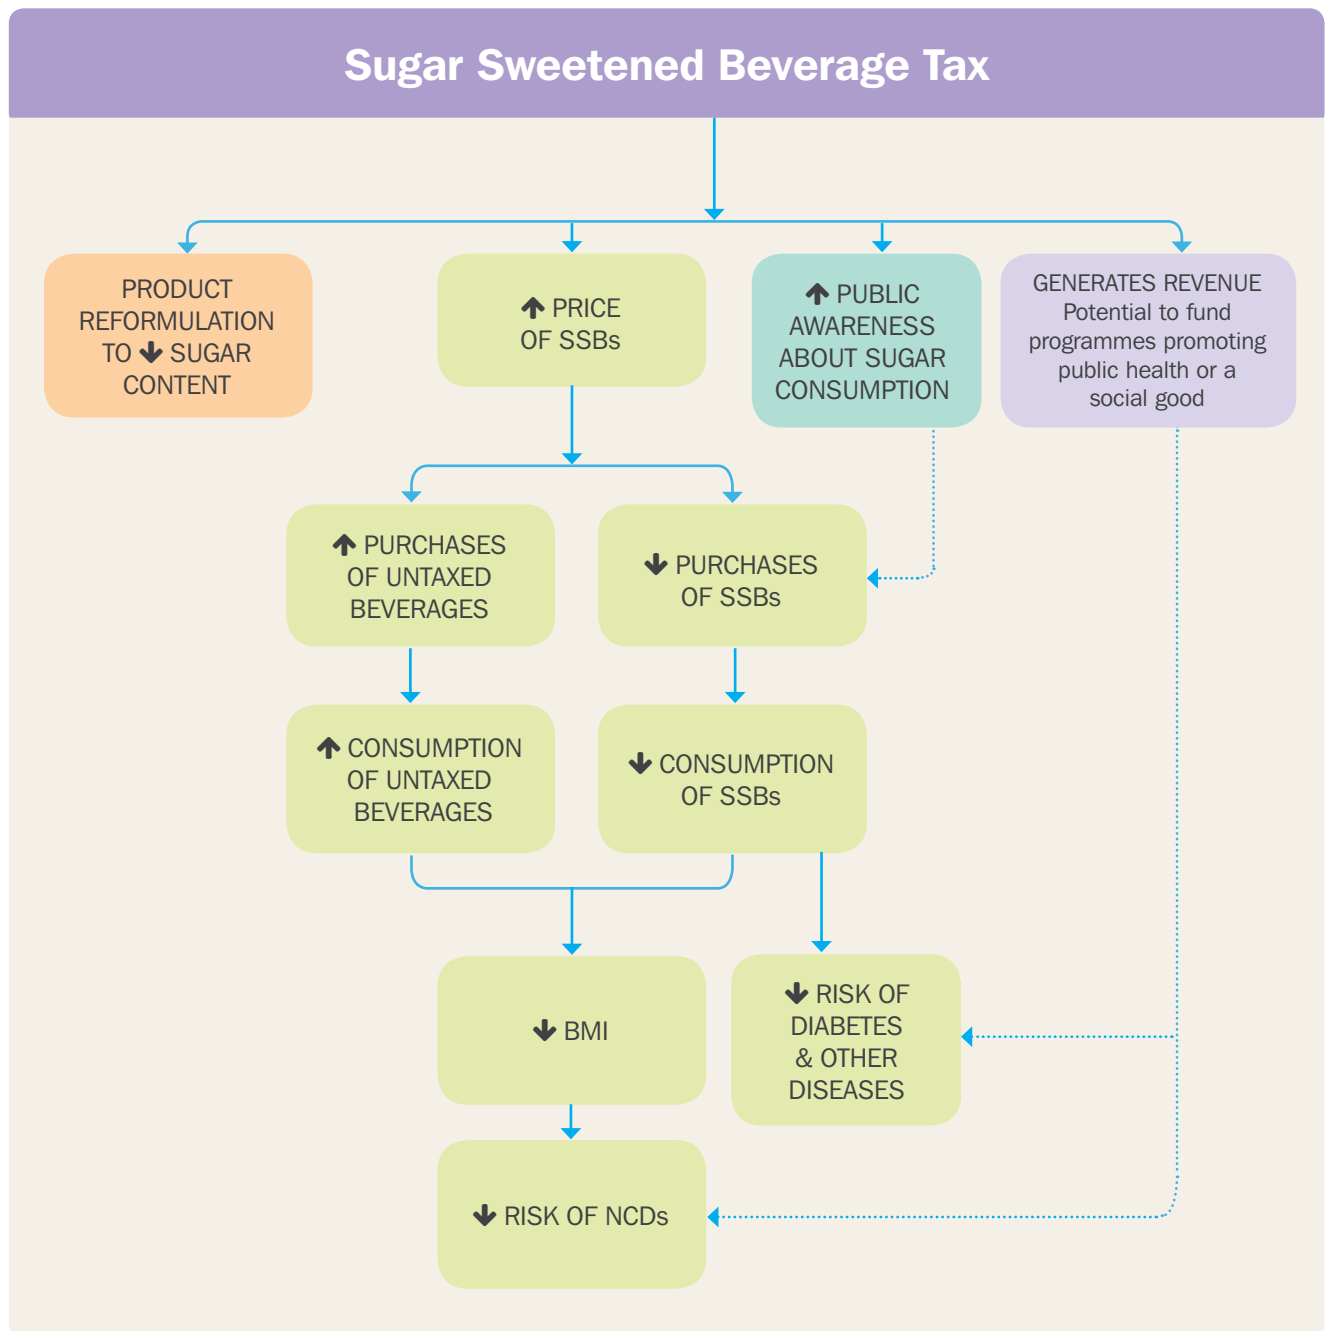 Sugar Sweetened Beverage Tax
PRODUCT
REFORMULATION
TO ↓ SUGAR
CONTENT
↑ PRICE
OF SSBs
↑ PUBLIC
AWARENESS
ABOUT SUGAR
CONSUMPTION
GENERATES REVENUE
Potential to fund
programmes promoting
public health or a
social good
↑ PURCHASES
OF UNTAXED
BEVERAGES
↓ PURCHASES
OF SSBs
↑ CONSUMPTION
OF UNTAXED
BEVERAGES
↓ CONSUMPTION
OF SSBs
↓ BMI
↓ RISK OF
DIABETES
& OTHER
DISEASES
↓ RISK OF NCDs